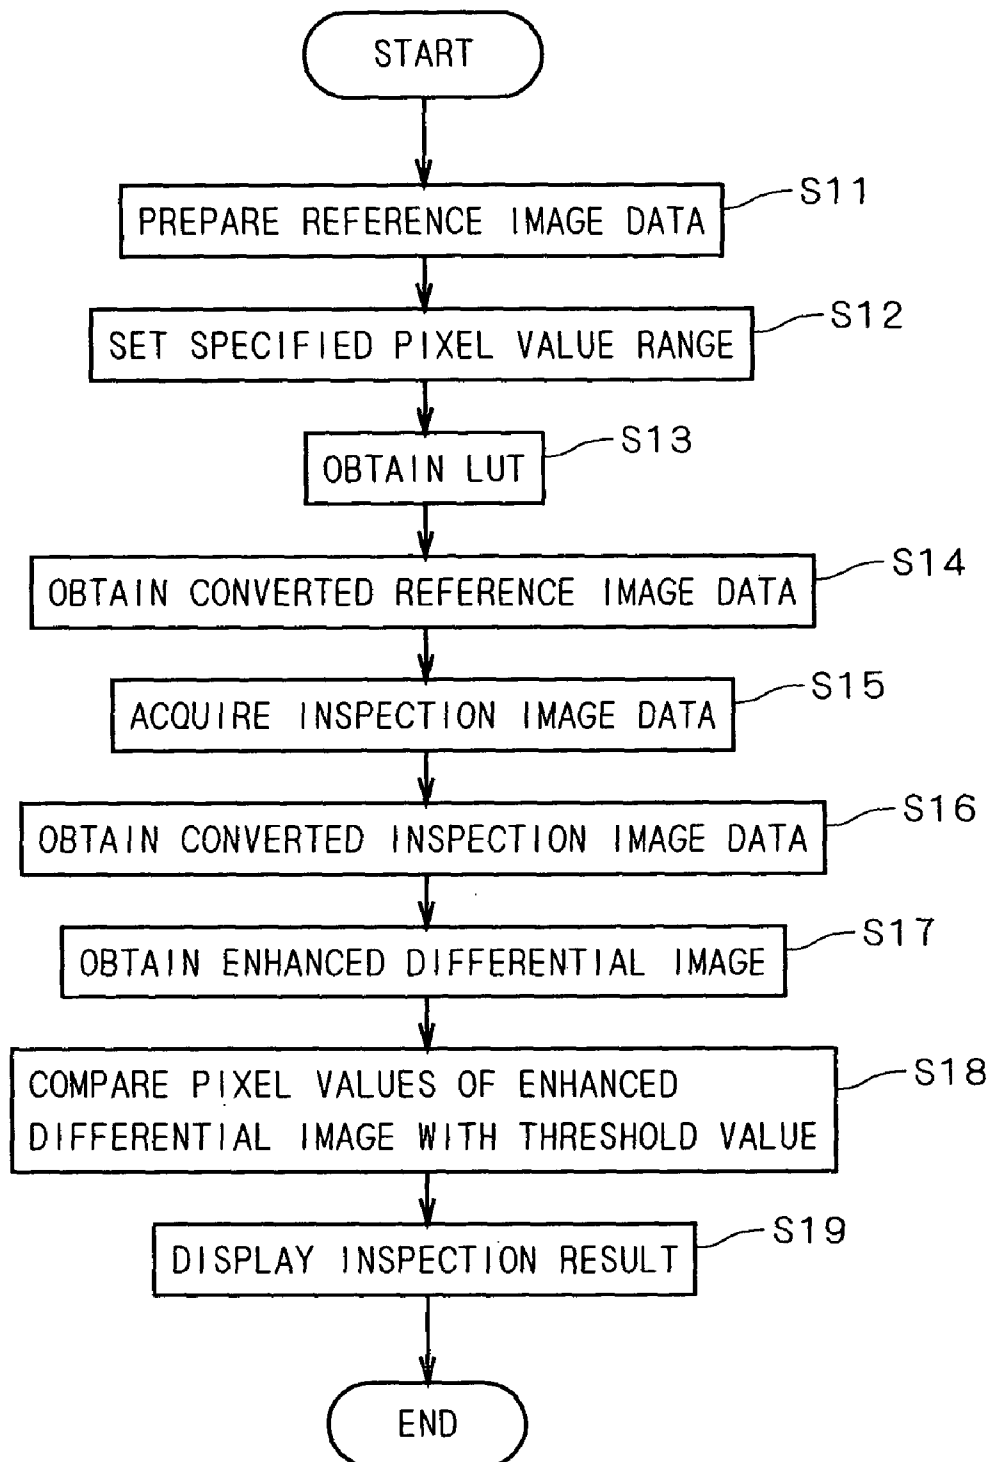 START
PREPARE REFERENCE IMAGE DATA
S11
SET SPECIFIED PIXEL VALUE RANGE
S12
OBTAIN LUT
S13
OBTAIN CONVERTED REFERENCE IMAGE DATA
S14
ACQUIRE INSPECTION IMAGE DATA
S15
OBTAIN CONVERTED INSPECTION IMAGE DATA
S16
OBTAIN ENHANCED DIFFERENTIAL IMAGE
S17
COMPARE PIXEL VALUES OF ENHANCED
DIFFERENTIAL IMAGE WITH THRESHOLD VALUE
S18
DISPLAY INSPECTION RESULT
S19
END